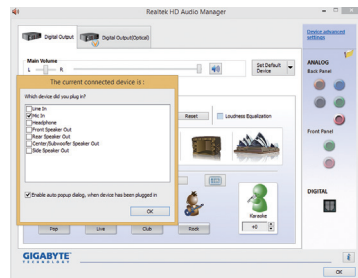 Realtek HD Audio Manager
Digital Output
Digital Output(Optical)
Device advanced settings
Main Volume
L
R
Set Default Device
ANALOG
Back Panel
The current connected device is :
Which device did you plug in?
Line In
Mic In
Headphone
Front Speaker Out
Rear Speaker Out
Center/Subwoofer Speaker Out
Side Speaker Out
Enable auto popup dialog, when device has been plugged in
OK
Reset
Loudness Equalization
Front Panel
DIGITAL
Karaoke
+0
Pop
Live
Club
Rock
GIGABYTE
TECHNOLOGY
i
OK